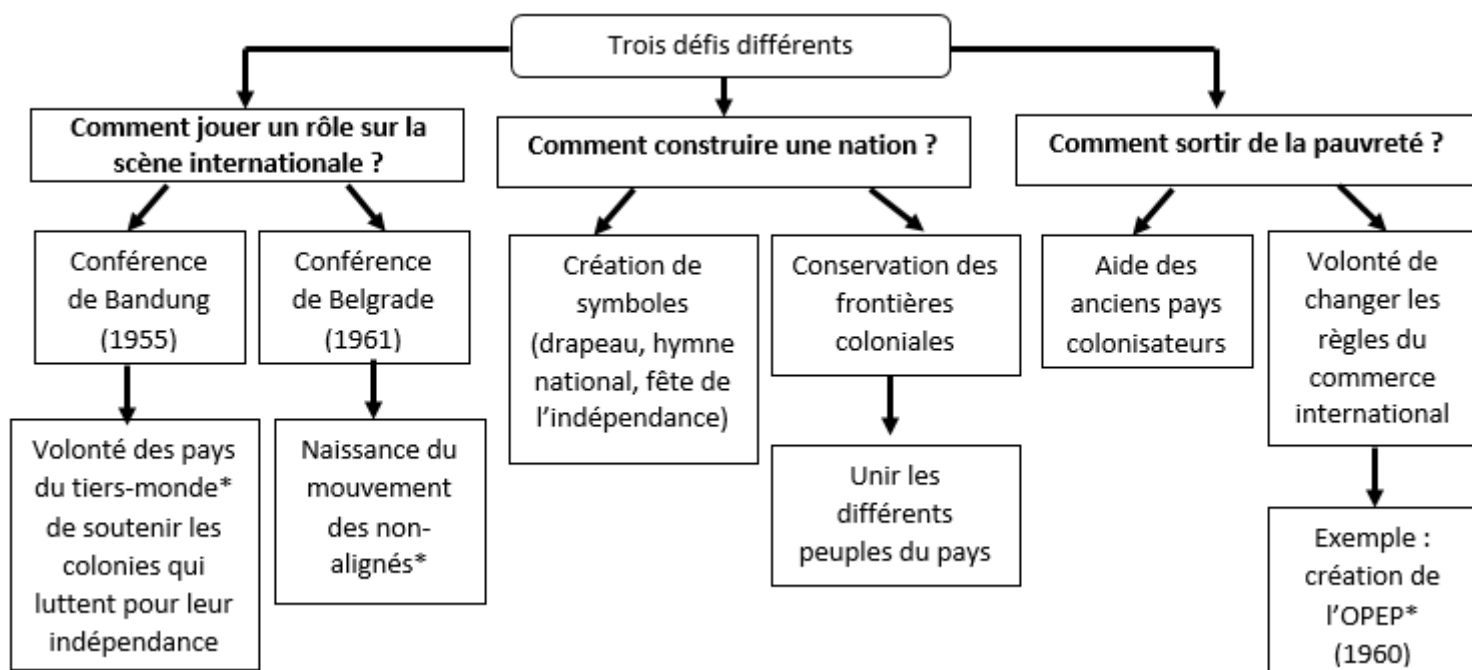 Trois défis différents
Comment jouer un rôle sur la
scène internationale ?
Comment construire une nation ?
Comment sortir de la pauvreté ?
Conférence
de Bandung
(1955)
Conférence
de Belgrade
(1961)
Création de
symboles
(drapeau, hymne
national, fête de
l’indépendance)
Conservation des
frontières
coloniales
Aide des
anciens pays
colonisateurs
Volonté de
changer les
règles du
commerce
international
Volonté des pays
du tiers-monde*
de soutenir les
colonies qui
luttent pour leur
indépendance
Naissance du
mouvement
des non-
alignés*
Unir les
différents
peuples du pays
Exemple :
création de
l’OPEP*
(1960)